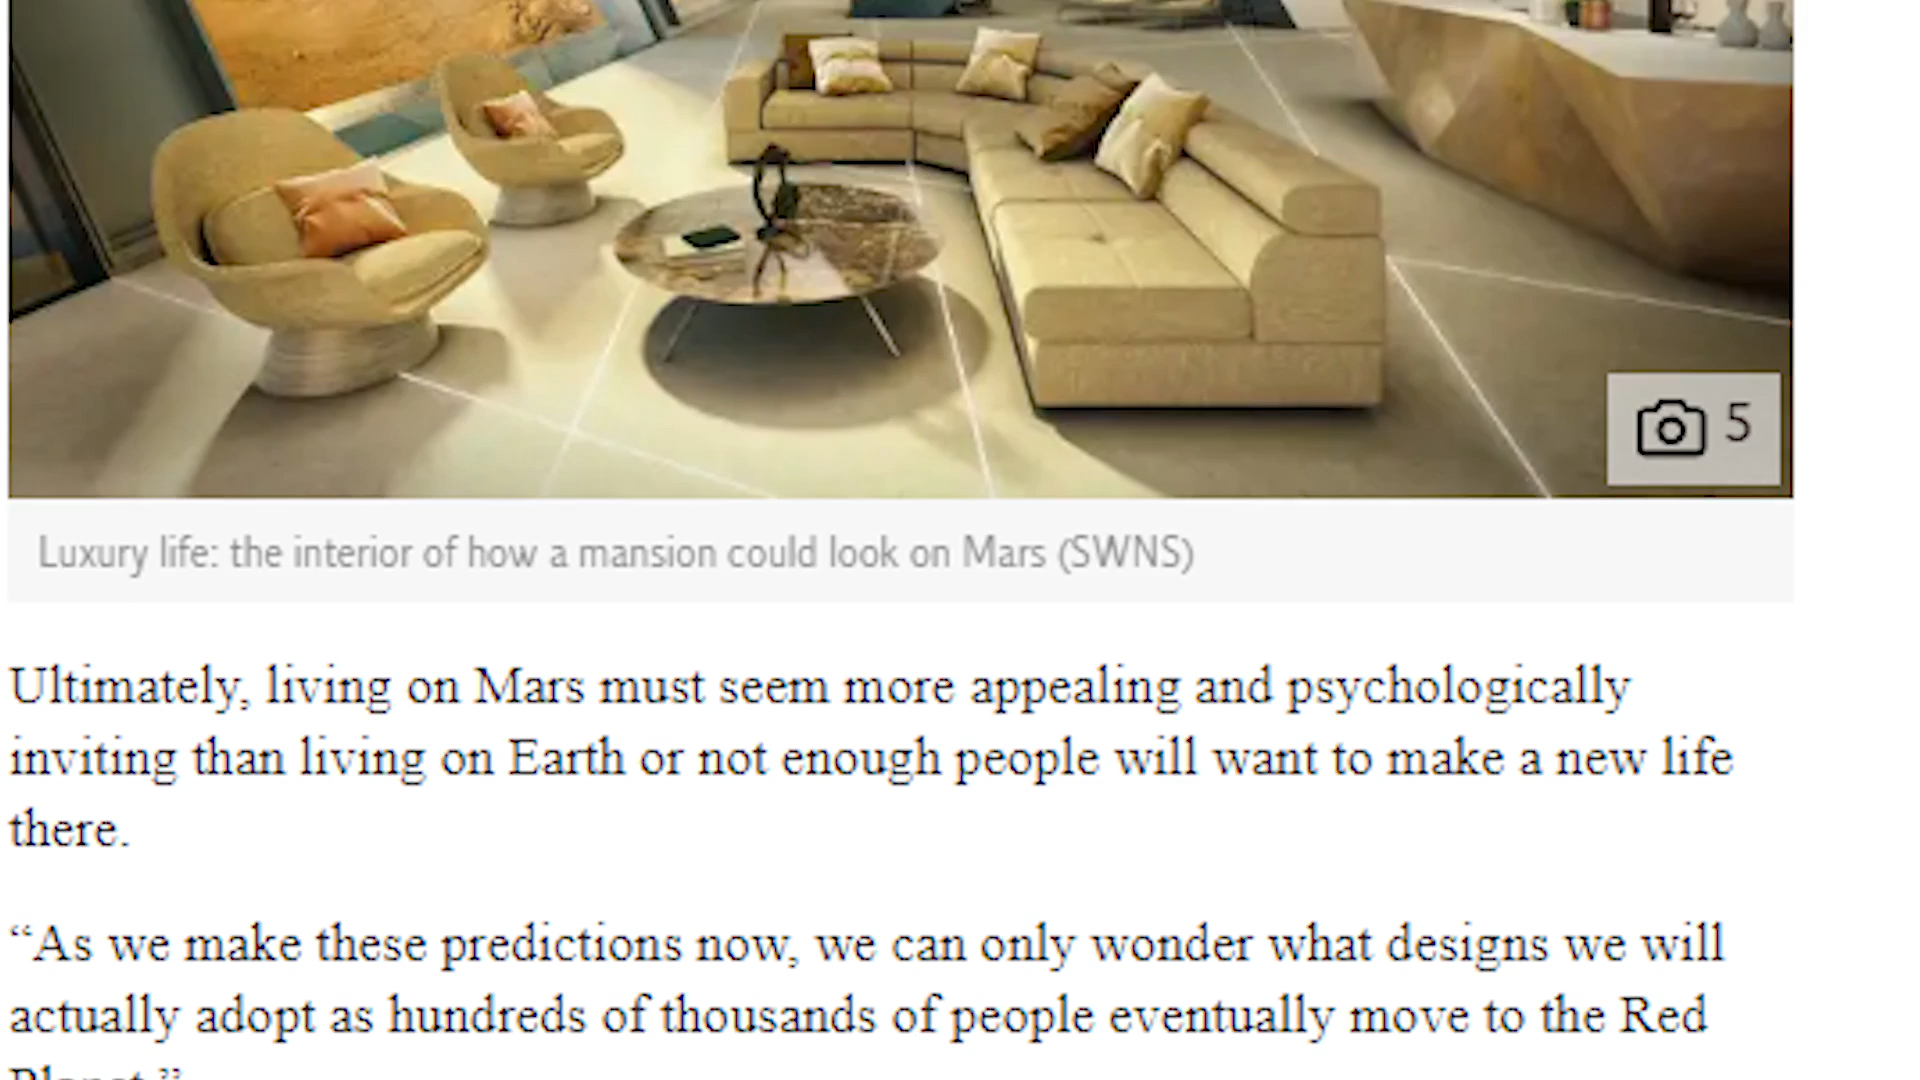 5
Luxury life: the interior of how a mansion could look on Mars (SWNS)
Ultimately, living on Mars must seem more appealing and psychologically
inviting than living on Earth or not enough people will want to make a new life
there.
“As we make these predictions now, we can only wonder what designs we will
actually adopt as hundreds of thousands of people eventually move to the Red
Planet.”